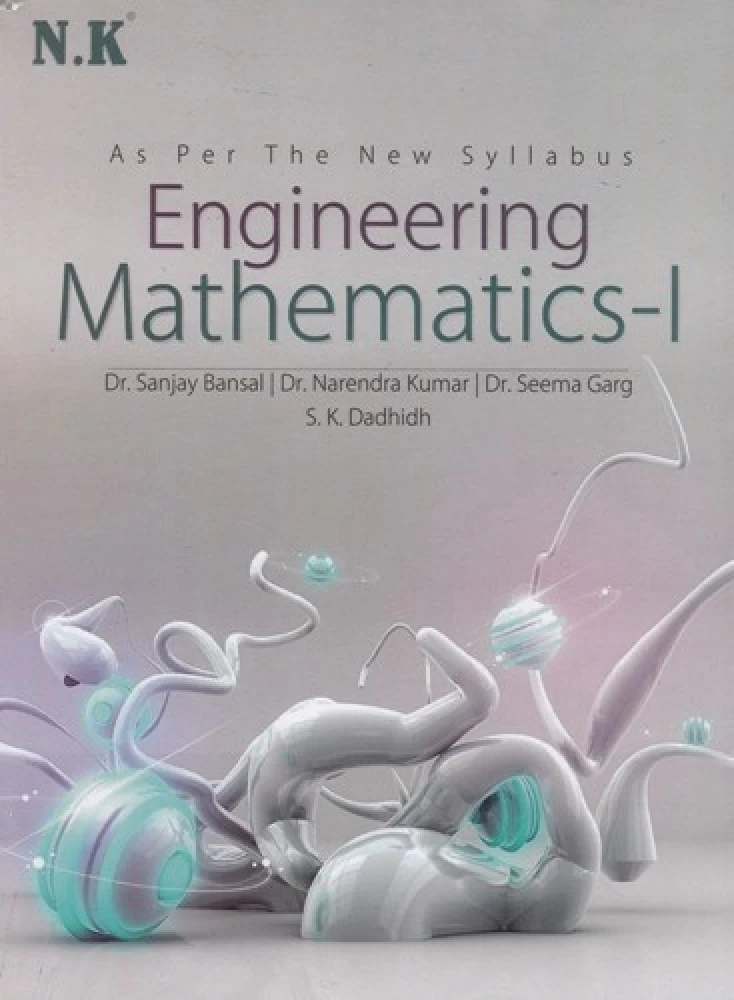 N.K®
As Per The New Syllabus
Engineering
Mathematics-I
Dr. Sanjay Bansal | Dr. Narendra Kumar | Dr. Seema Garg
S. K. Dadhidh